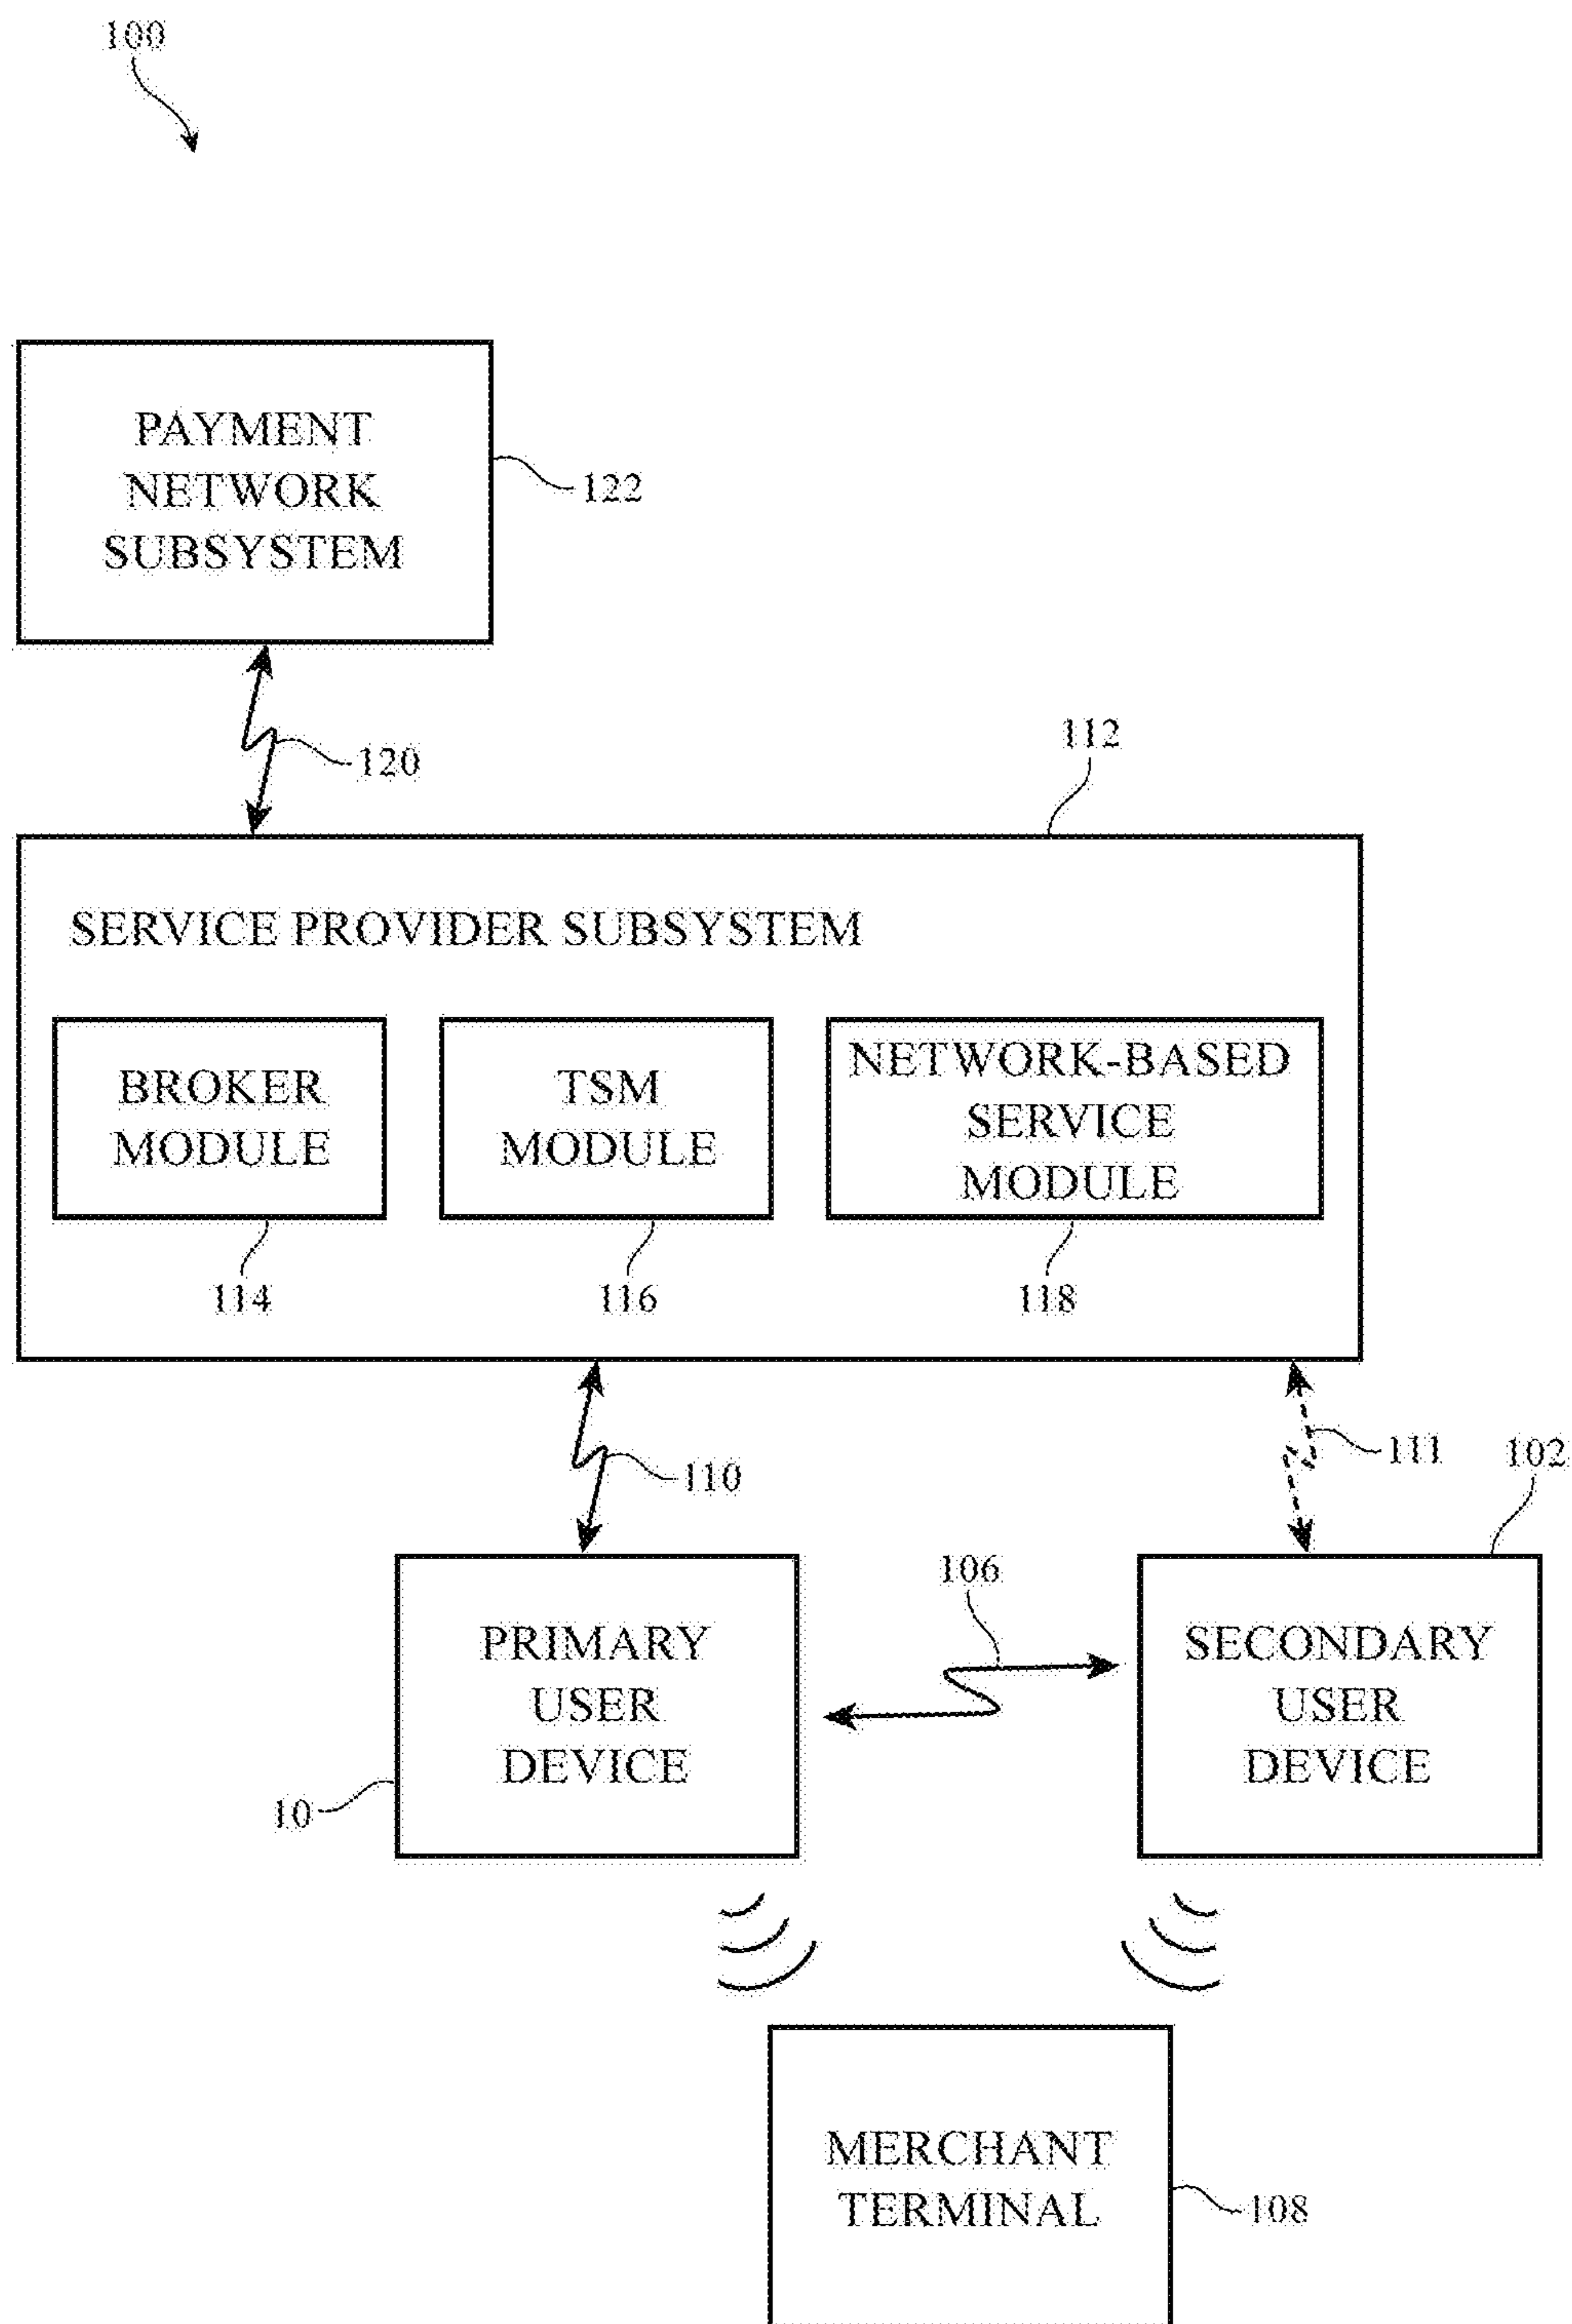 100
PAYMENT
NETWORK
SUBSYSTEM
122
120
112
SERVICE PROVIDER SUBSYSTEM
BROKER
MODULE
TSM
MODULE
NETWORK-BASED
SERVICE
MODULE
114
116
118
110
111
102
106
PRIMARY
USER
DEVICE
10
SECONDARY
USER
DEVICE
MERCHANT
TERMINAL
108